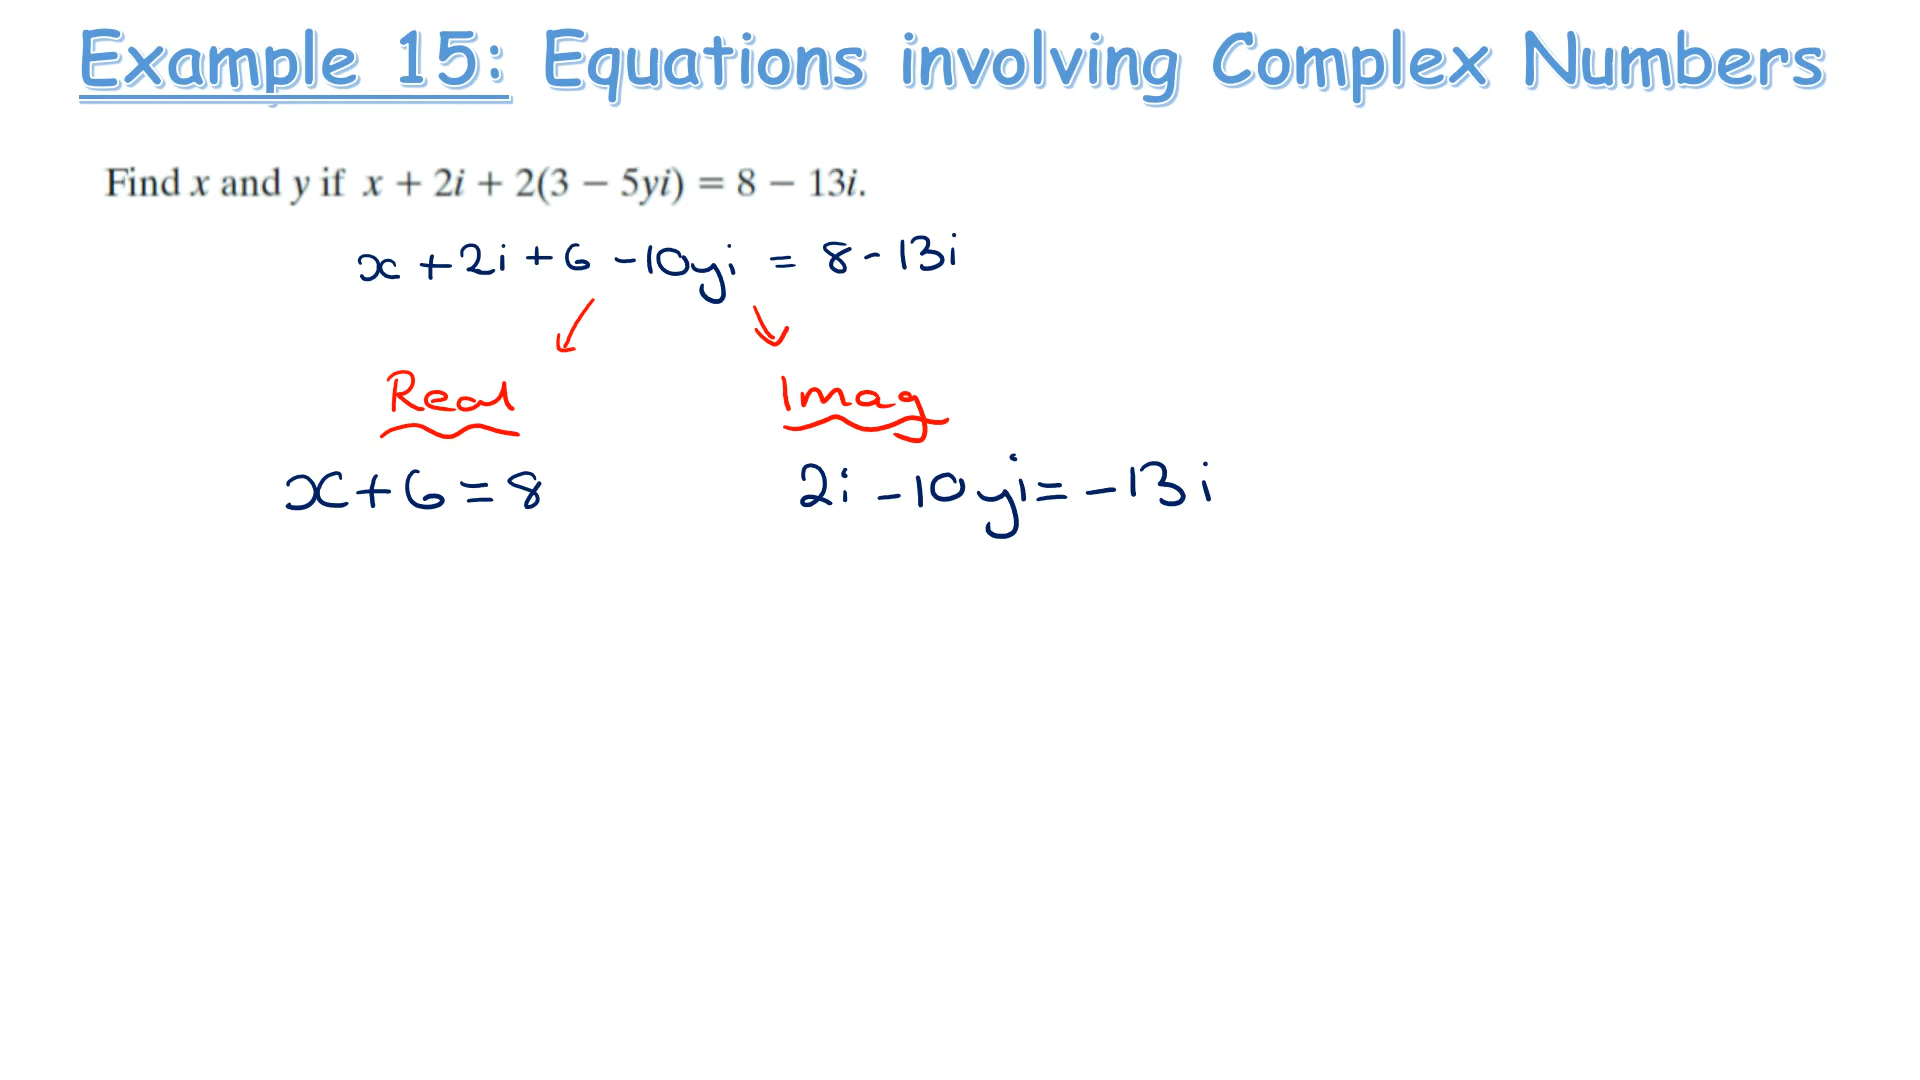 Example 15: Equations involving Complex Numbers
Find x and y if x + 2i + 2(3 − 5yi) = 8 − 13i.
x + 2i + 6 - 10yi = 8 - 13i
Real Imag
x + 6 = 8 2i - 10yi = -13i